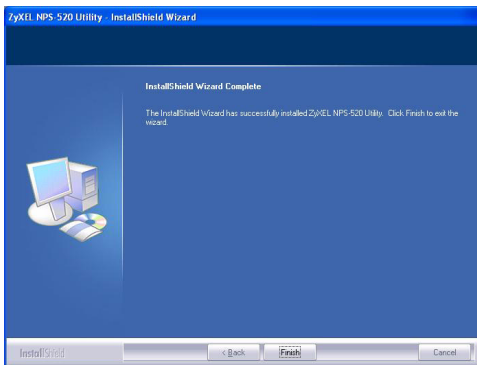 ZyXEL NPS-520 Utility - InstallShield Wizard
InstallShield Wizard Complete
The InstallShield Wizard has successfully installed ZyXEL NPS-520 Utility. Click Finish to exit the
wizard.
InstallShield
< Back
Finish
Cancel